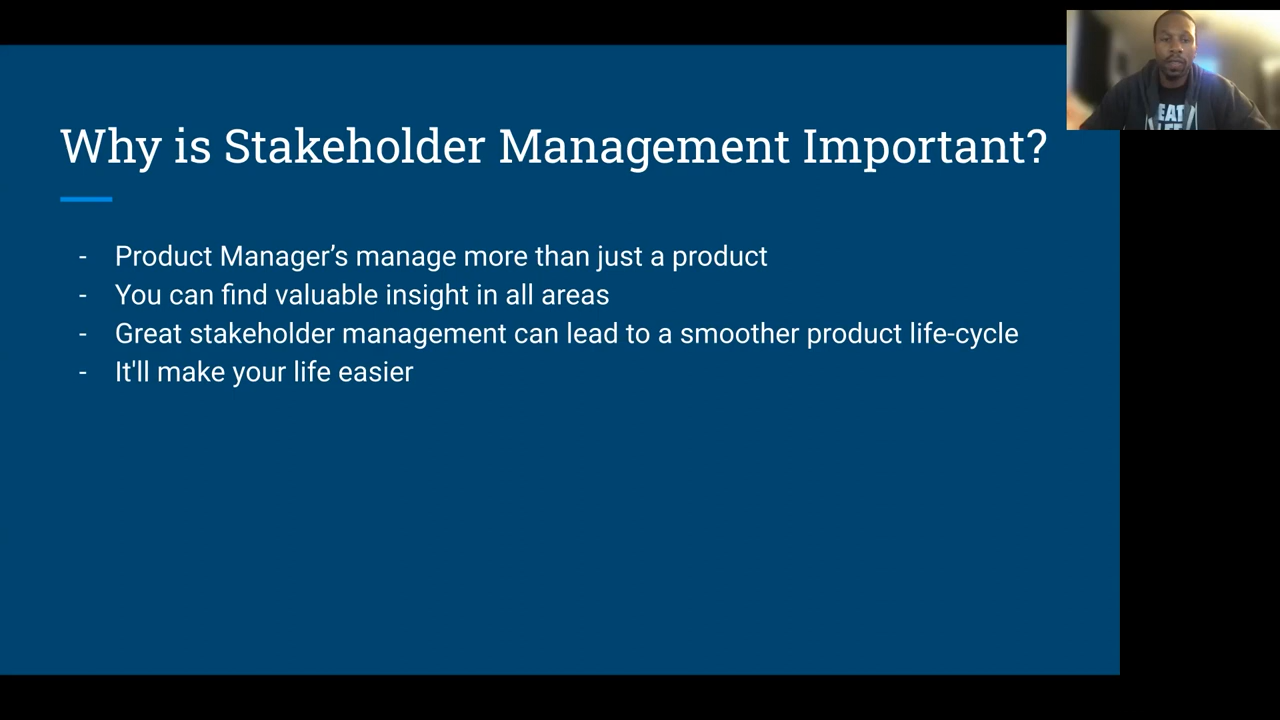 Why is Stakeholder Management Important?
- Product Manager’s manage more than just a product
- You can find valuable insight in all areas
- Great stakeholder management can lead to a smoother product life-cycle
- It'll make your life easier
EAT